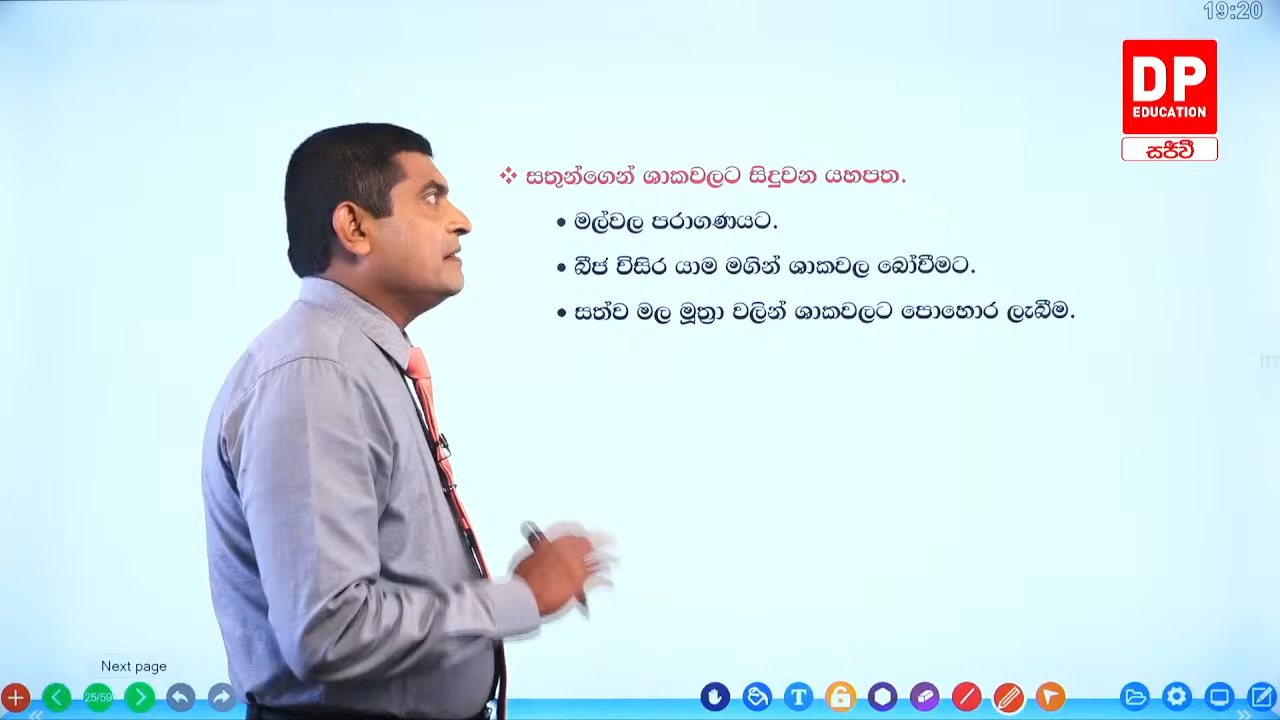 19:20
DP
EDUCATION
සජීවී
❖ සතුන්ගෙන් ශාකවලට සිදුවන යහපත.
• මල්වල පරාගණයට.
• බීජ විසිර යාම මගින් ශාකවල බෝවීමට.
• සත්ව මල මූත්‍රා වලින් ශාකවලට පොහොර ලැබීම.
Next page
25/59
T